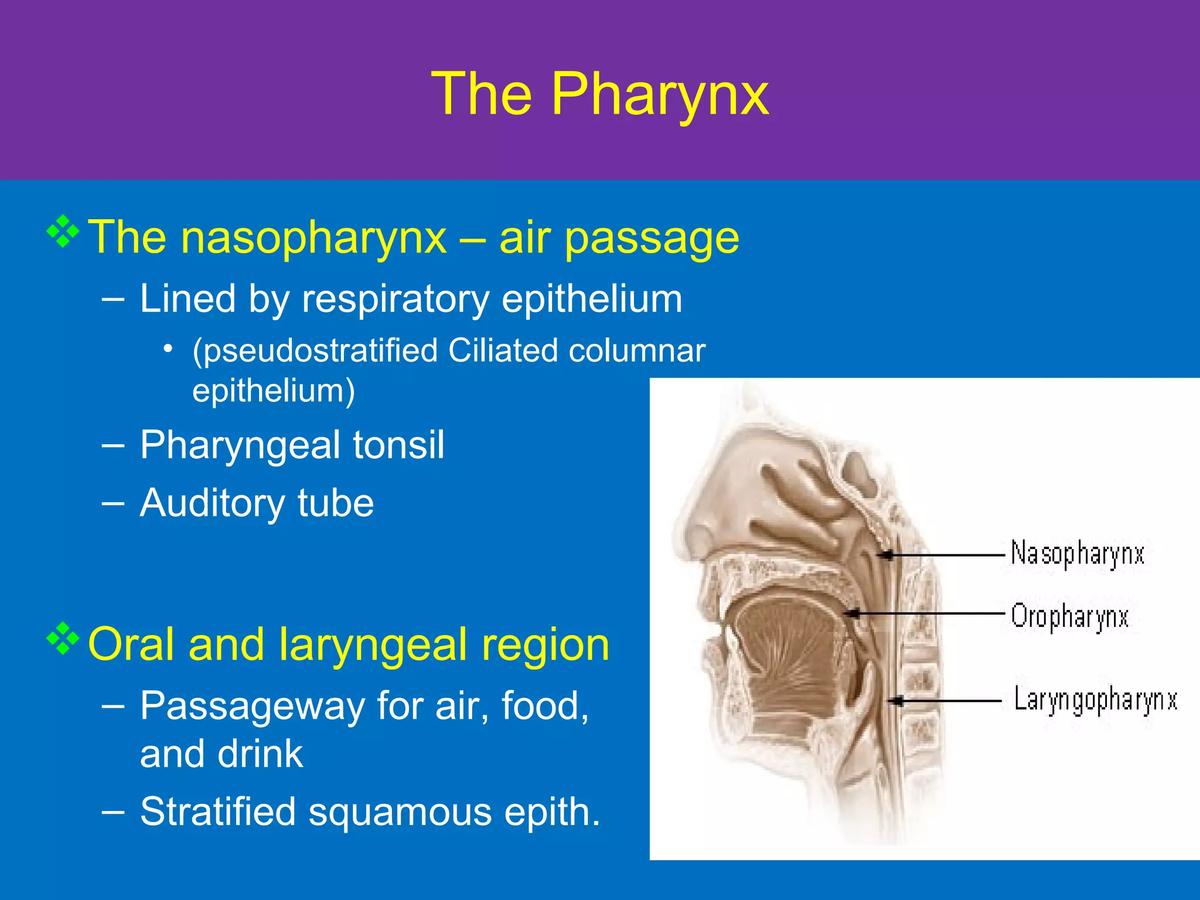 The Pharynx
The nasopharynx – air passage
– Lined by respiratory epithelium
• (pseudostratified Ciliated columnar
epithelium)
– Pharyngeal tonsil
– Auditory tube
Oral and laryngeal region
– Passageway for air, food,
and drink
– Stratified squamous epith.
Nasopharynx
Oropharynx
Laryngopharynx